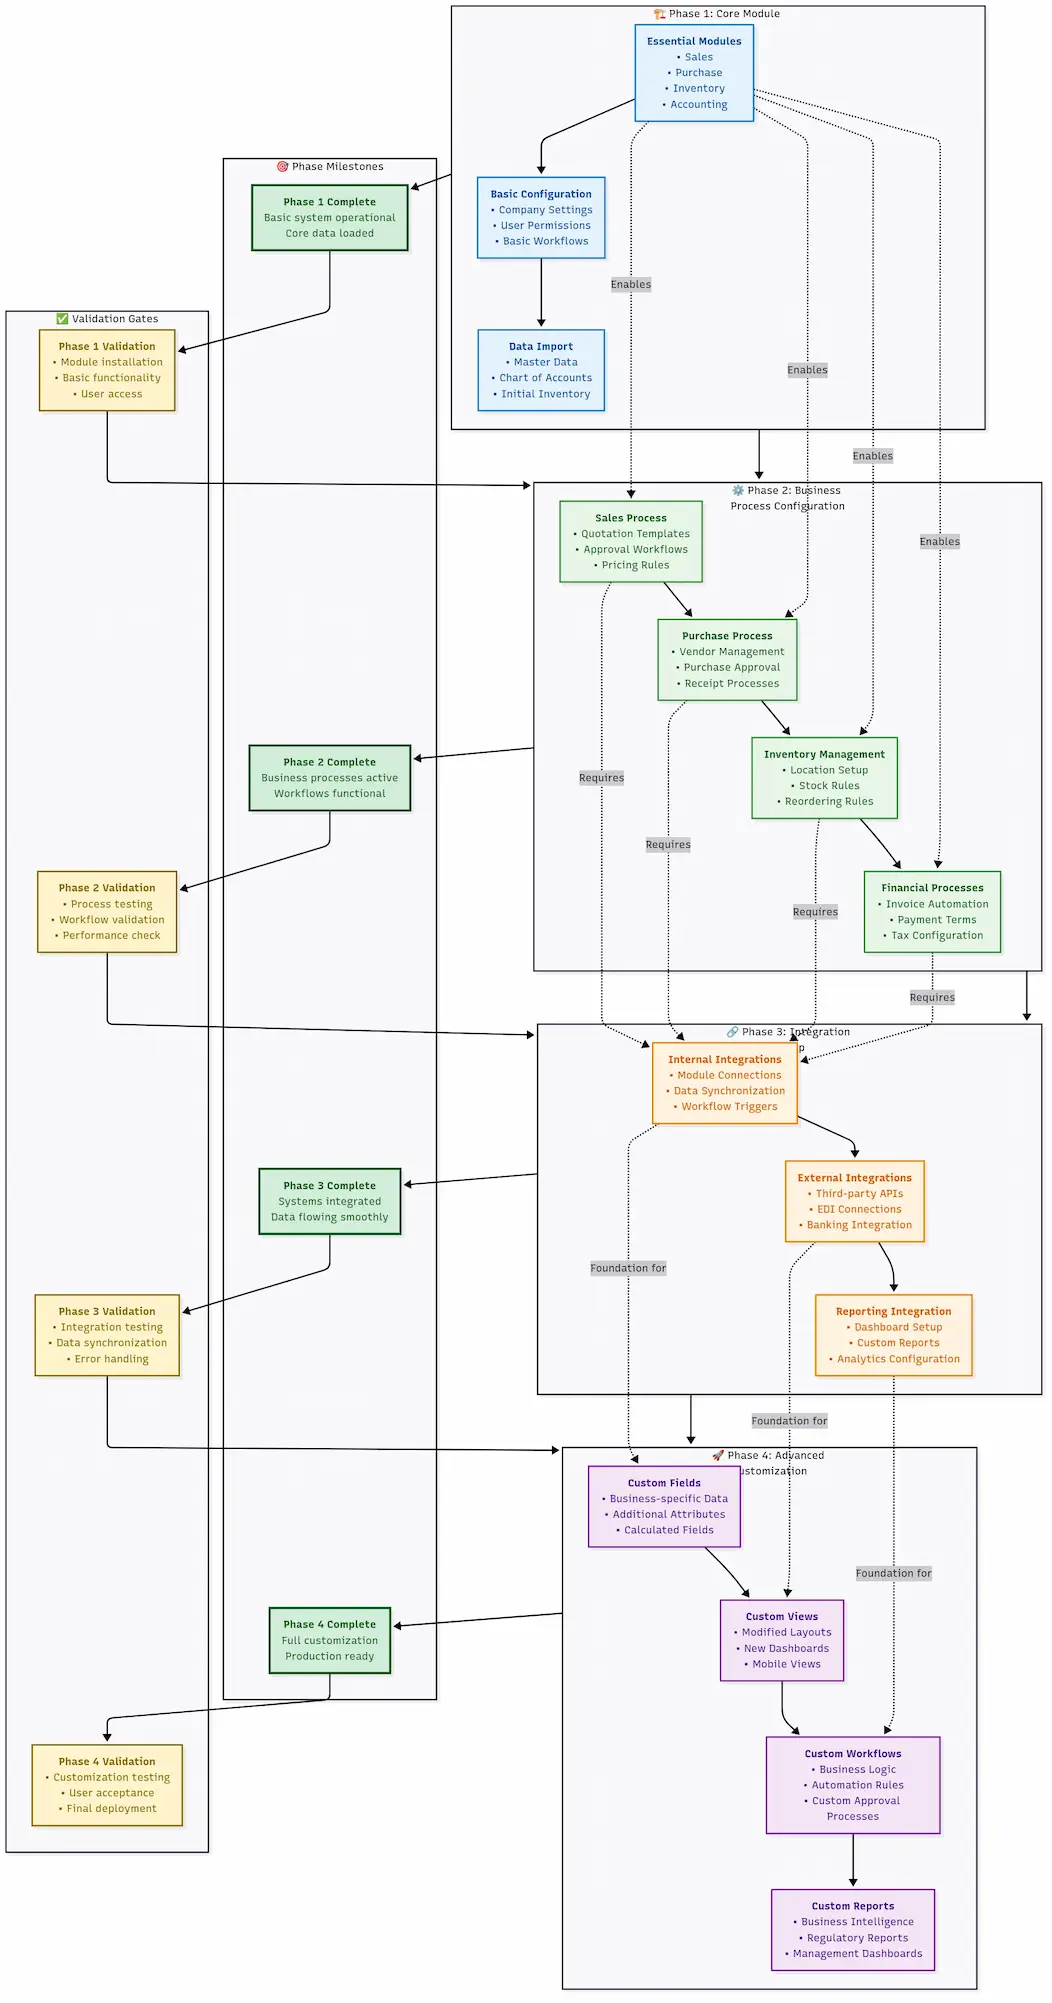 🏗️ Phase 1: Core Module
Essential Modules
• Sales
• Purchase
• Inventory
• Accounting
🎯 Phase Milestones
Phase 1 Complete
Basic system operational
Core data loaded
Basic Configuration
• Company Settings
• User Permissions
• Basic Workflows
Enables
✅ Validation Gates
Phase 1 Validation
• Module installation
• Basic functionality
• User access
Data Import
• Master Data
• Chart of Accounts
• Initial Inventory
Enables
Enables
Enables
⚙️ Phase 2: Business
Process Configuration
Sales Process
• Quotation Templates
• Approval Workflows
• Pricing Rules
Purchase Process
• Vendor Management
• Purchase Approval
• Receipt Processes
Phase 2 Complete
Business processes active
Workflows functional
Inventory Management
• Location Setup
• Stock Rules
• Reordering Rules
Requires
Requires
Requires
Phase 2 Validation
• Process testing
• Workflow validation
• Performance check
Financial Processes
• Invoice Automation
• Payment Terms
• Tax Configuration
Requires
🔗 Phase 3: Integration
p
Internal Integrations
• Module Connections
• Data Synchronization
• Workflow Triggers
Phase 3 Complete
Systems integrated
Data flowing smoothly
External Integrations
• Third-party APIs
• EDI Connections
• Banking Integration
Foundation for
Phase 3 Validation
• Integration testing
• Data synchronization
• Error handling
Reporting Integration
• Dashboard Setup
• Custom Reports
• Analytics Configuration
Foundation for
🚀 Phase 4: Advanced
ustomization
Custom Fields
• Business-specific Data
• Additional Attributes
• Calculated Fields
Foundation for
Phase 4 Complete
Full customization
Production ready
Custom Views
• Modified Layouts
• New Dashboards
• Mobile Views
Phase 4 Validation
• Customization testing
• User acceptance
• Final deployment
Custom Workflows
• Business Logic
• Automation Rules
• Custom Approval
Processes
Custom Reports
• Business Intelligence
• Regulatory Reports
• Management Dashboards